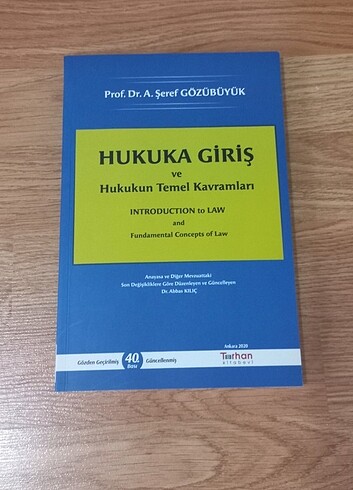 Prof. Dr. A. Şeref GÖZÜBÜYÜK
HUKUKA GİRİŞ
ve
Hukukun Temel Kavramları
INTRODUCTION to LAW
and
Fundamental Concepts of Law
Anayasa ve Diğer Mevzuattaki
Son Değişikliklere Göre Düzenleyen ve Güncelleyen
Dr. Abbas KILIÇ
Gözden Geçirilmiş 40. Bası Güncellenmiş
Ankara 2020
Turhan
kitabevi